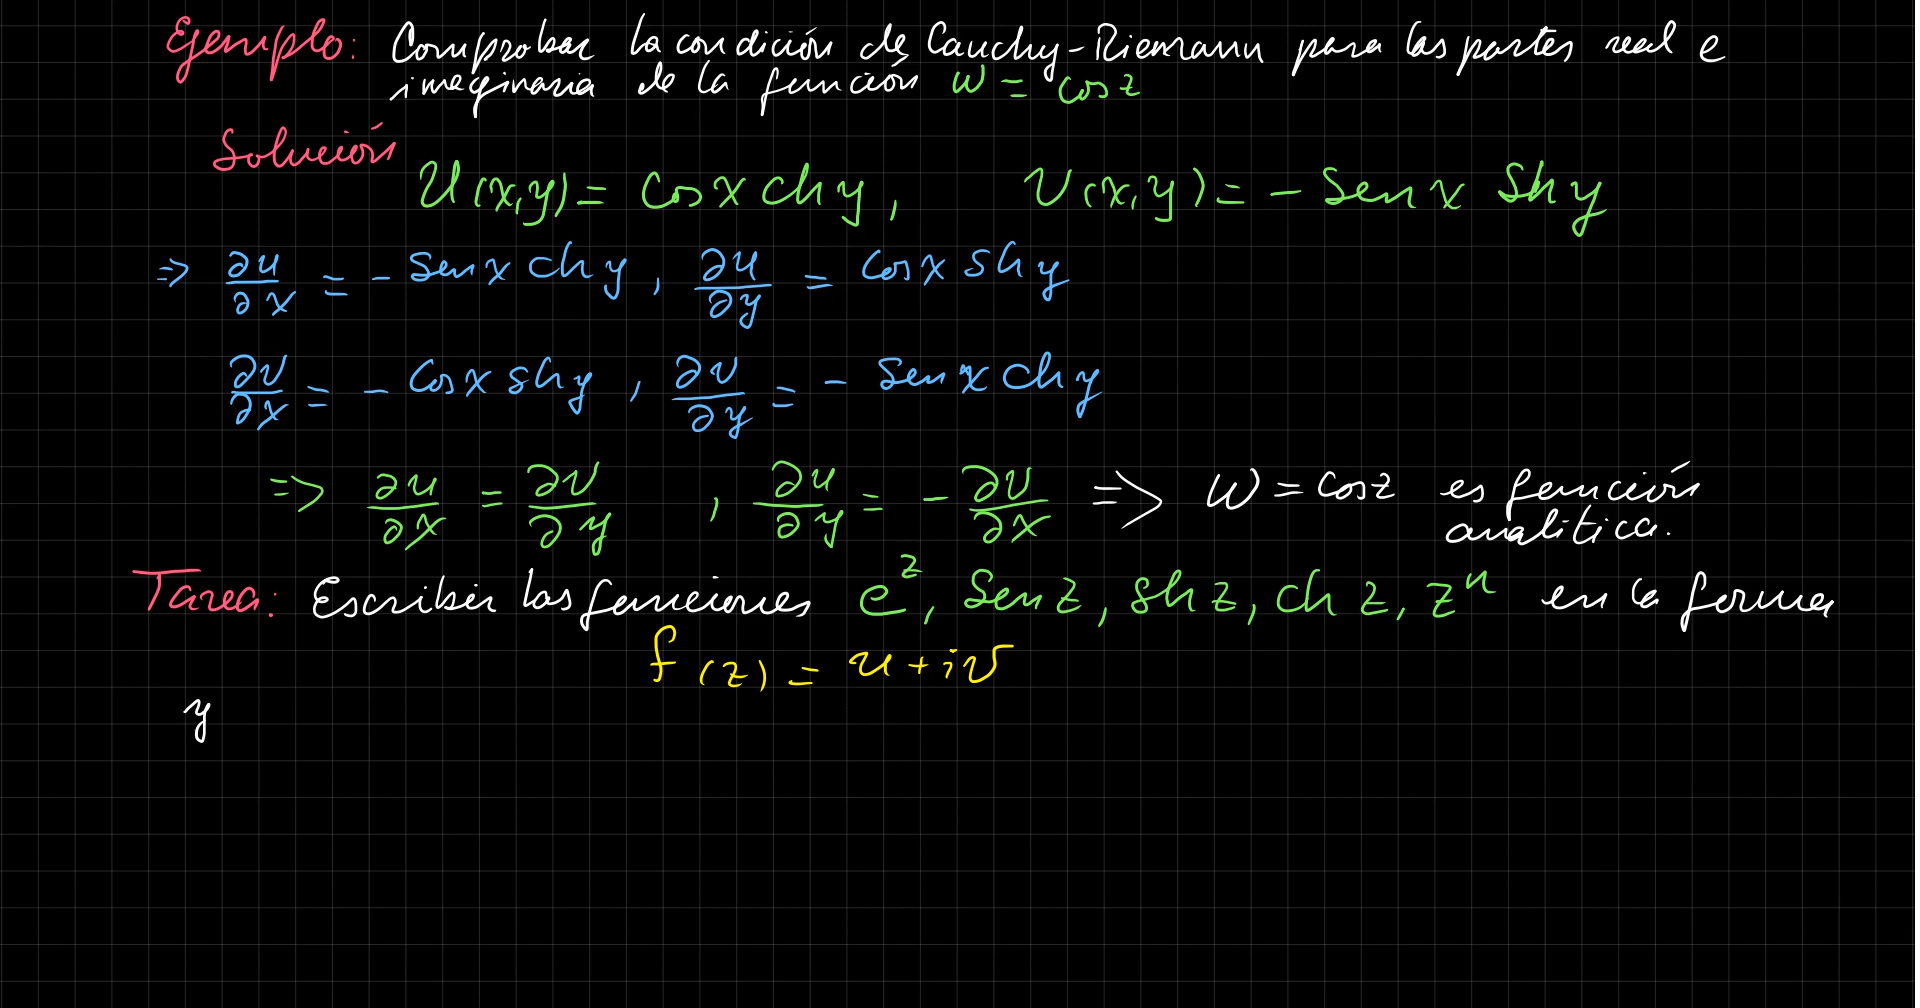 Ejemplo: Comprobar la condición de Cauchy-Riemann para las partes real e
imaginaria de la función w = cos z
Solución
u(x,y) = cos x ch y, v(x,y) = - sen x sh y
⇒ ∂u/∂x = - sen x ch y, ∂u/∂y = cos x sh y
∂v/∂x = - cos x sh y, ∂v/∂y = - sen x ch y
⇒ ∂u/∂x = ∂v/∂y , ∂u/∂y = - ∂v/∂x ⇒ w = cos z es función
analítica.
Tarea: Escribir las funciones e^z, sen z, sh z, ch z, z^n en la forma
f(z) = u + iv
y